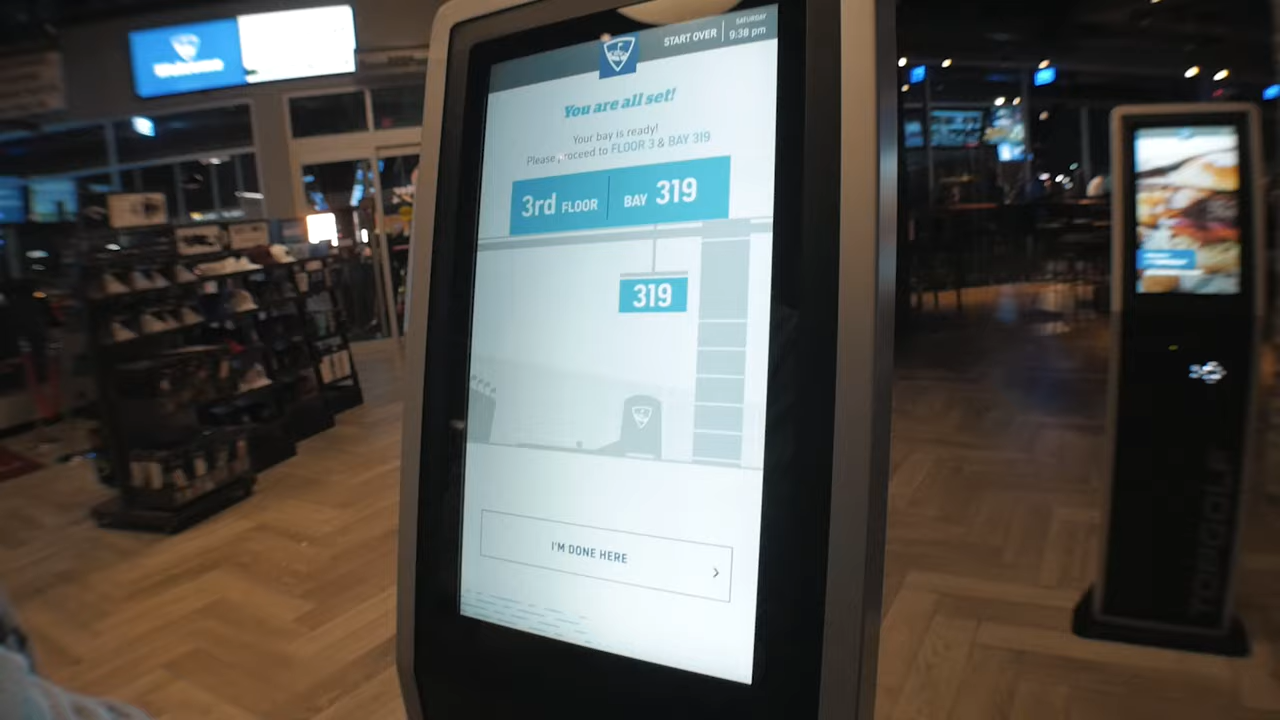 START OVER
SATURDAY
9:38 pm
You are all set!
Your bay is ready!
Please proceed to FLOOR 3 & BAY 319
3rd FLOOR
BAY 319
319
I'M DONE HERE
TOPGOLF